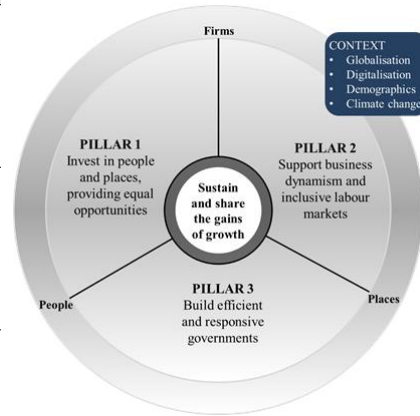 Firms
CONTEXT
• Globalisation
• Digitalisation
• Demographics
• Climate change
PILLAR 1
Invest in people
and places,
providing equal
opportunities
PILLAR 2
Support business
dynamism and
inclusive labour
markets
Sustain
and share
the gains
of growth
PILLAR 3
Build efficient
and responsive
governments
People
Places